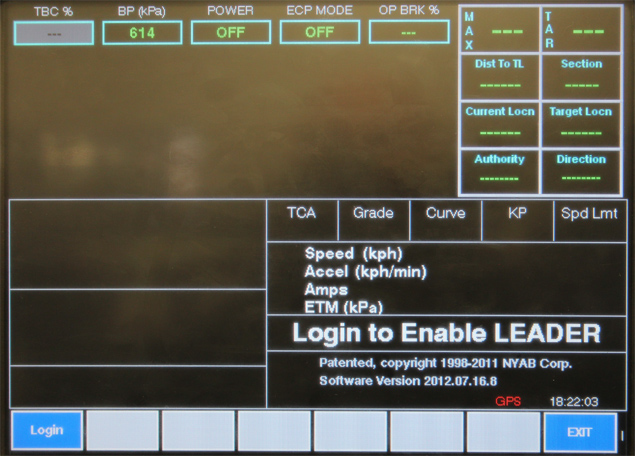 TBC % BP (kPa) POWER ECP MODE OP BRK %
--- 614 OFF OFF ---
MAX --- TAR ---
Dist To TL Section
------ -----
Current Locn Target Locn
------ ------
Authority Direction
-------- --------
TCA Grade Curve KP Spd Lmt
Speed (kph)
Accel (kph/min)
Amps
ETM (kPa)
Login to Enable LEADER
Patented, copyright 1998-2011 NYAB Corp.
Software Version 2012.07.16.8
GPS 18:22:03
Login EXIT